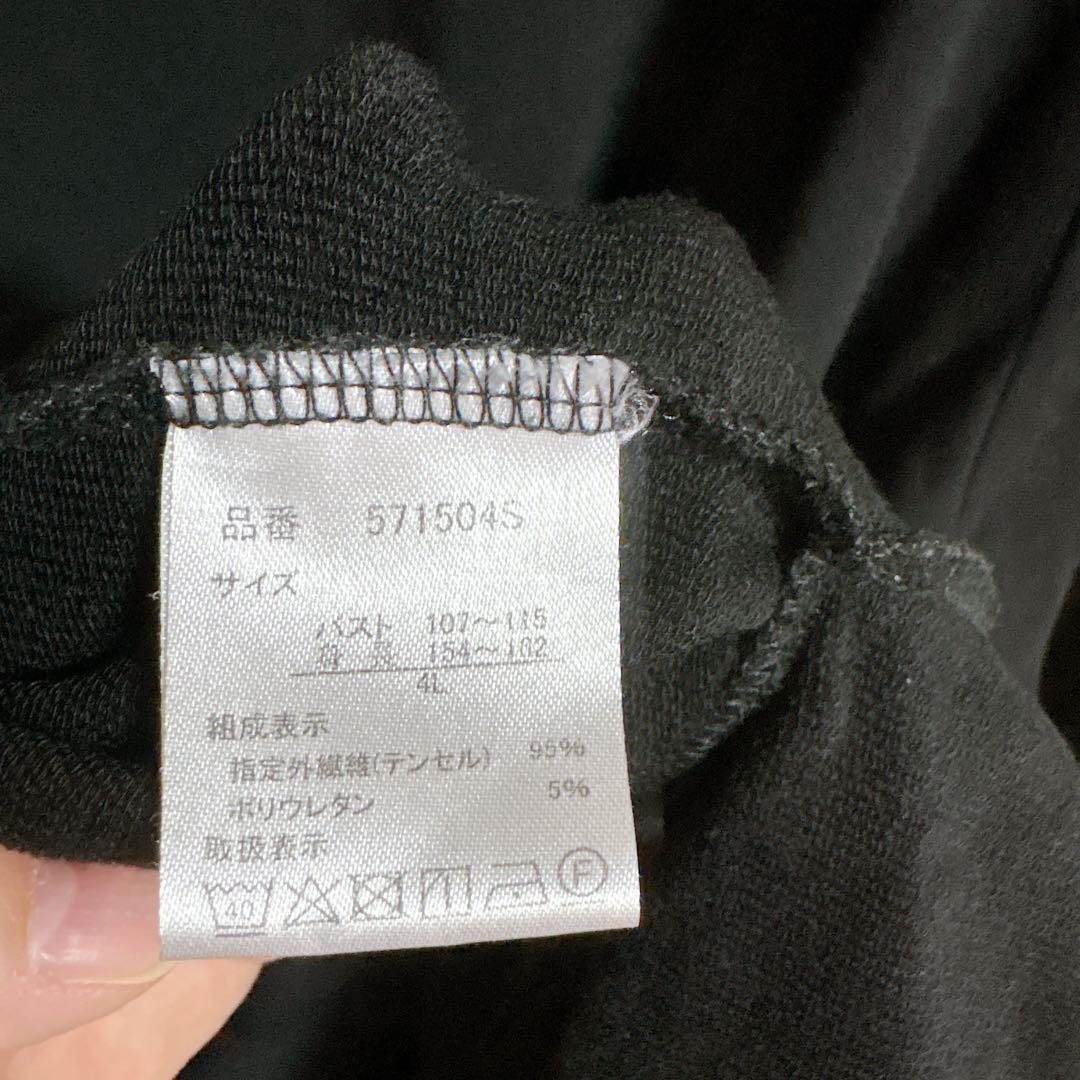 品番 571504S
サイズ
バスト 107～115
身長 154～162
4L
組成表示
指定外繊維(テンセル) 95%
ポリウレタン 5%
取扱表示
40 F